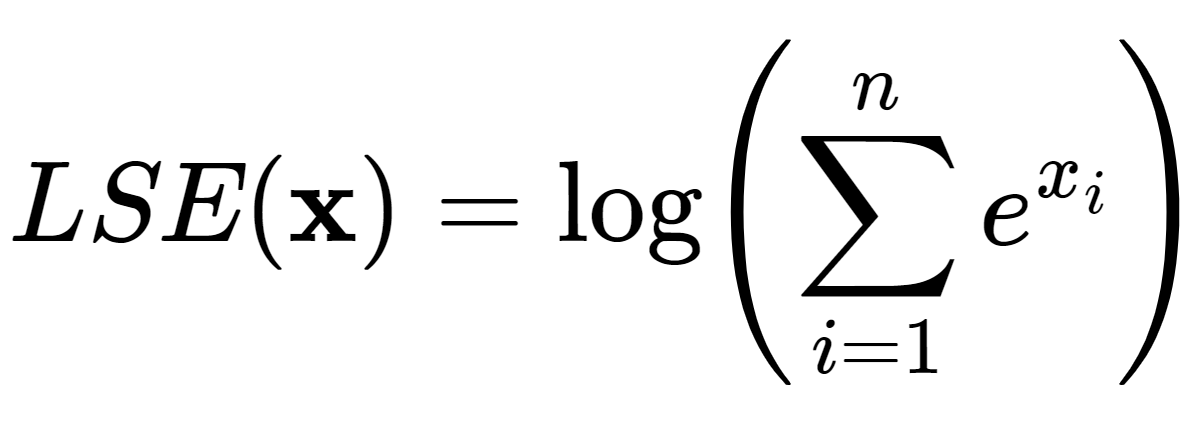 LSE(𝐱) = log(∑_{i=1}^{n} e^{x_i})